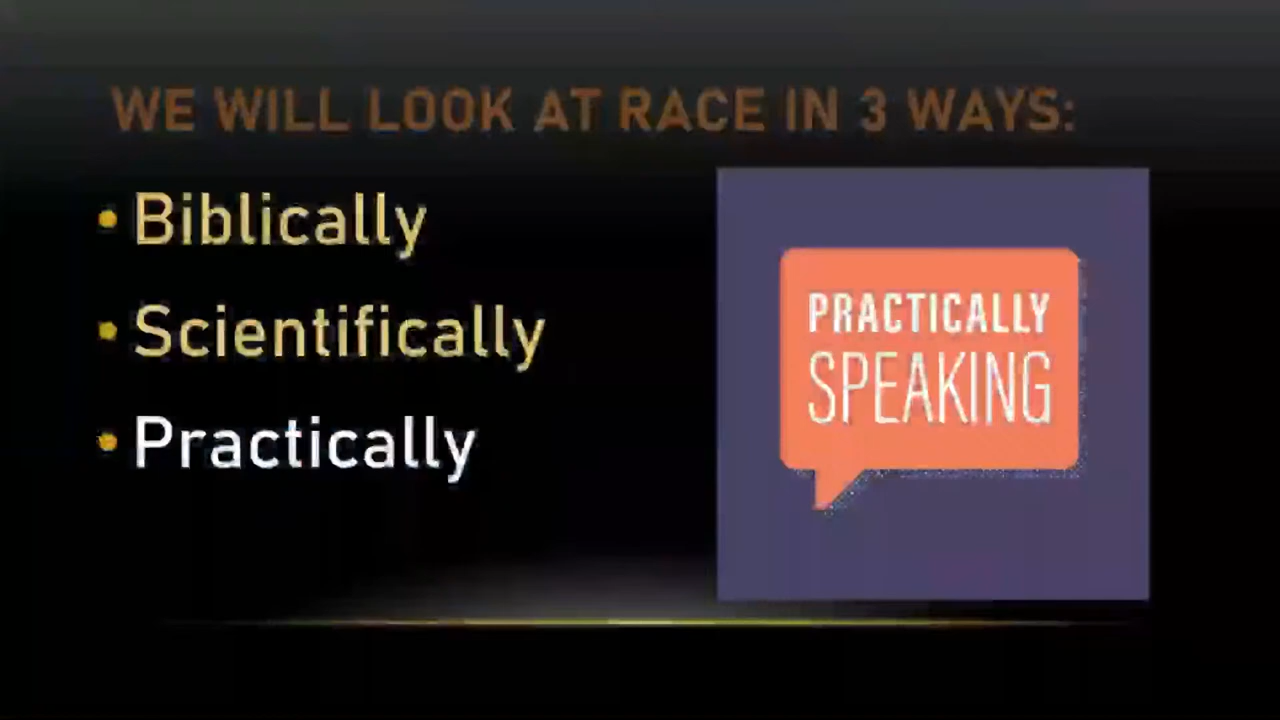 WE WILL LOOK AT RACE IN 3 WAYS:
• Biblically
• Scientifically
• Practically
PRACTICALLY
SPEAKING